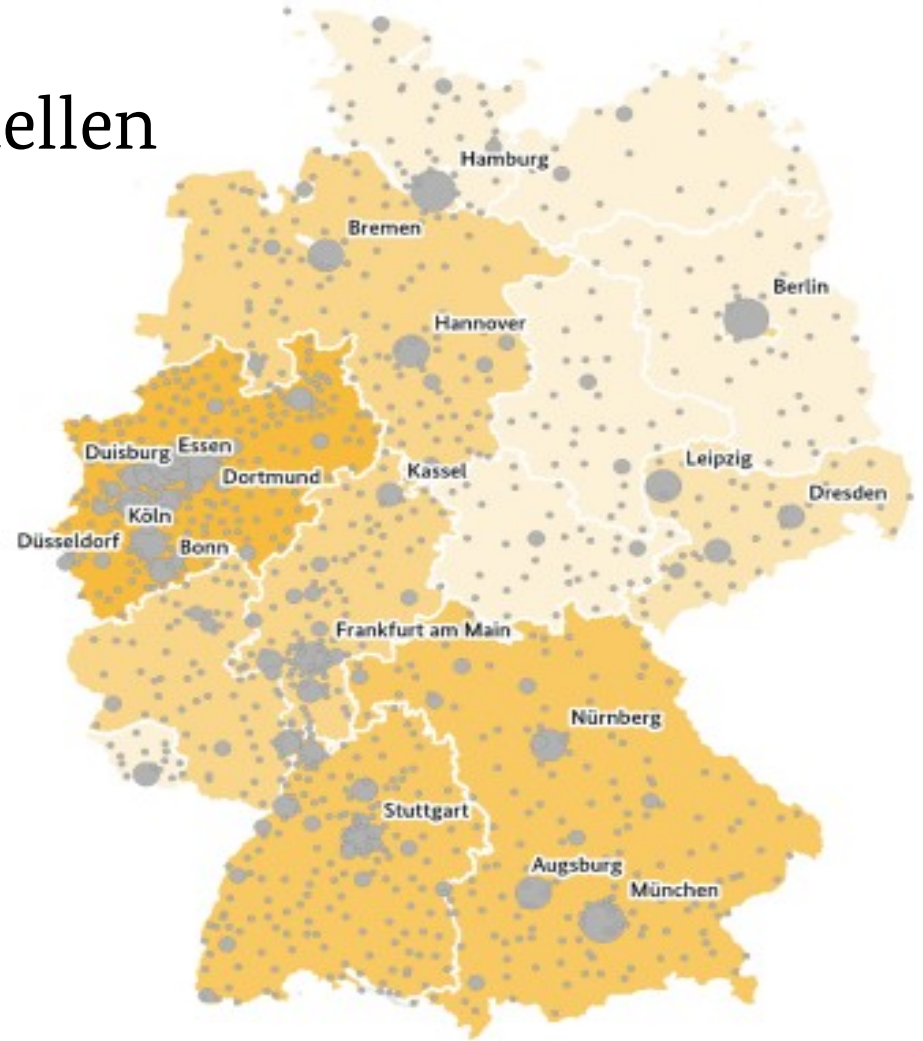 ellen
Hamburg
Bremen
Berlin
Hannover
Duisburg
Essen
Dortmund
Kassel
Leipzig
Dresden
Köln
Düsseldorf
Bonn
Frankfurt am Main
Nürnberg
Stuttgart
Augsburg
München